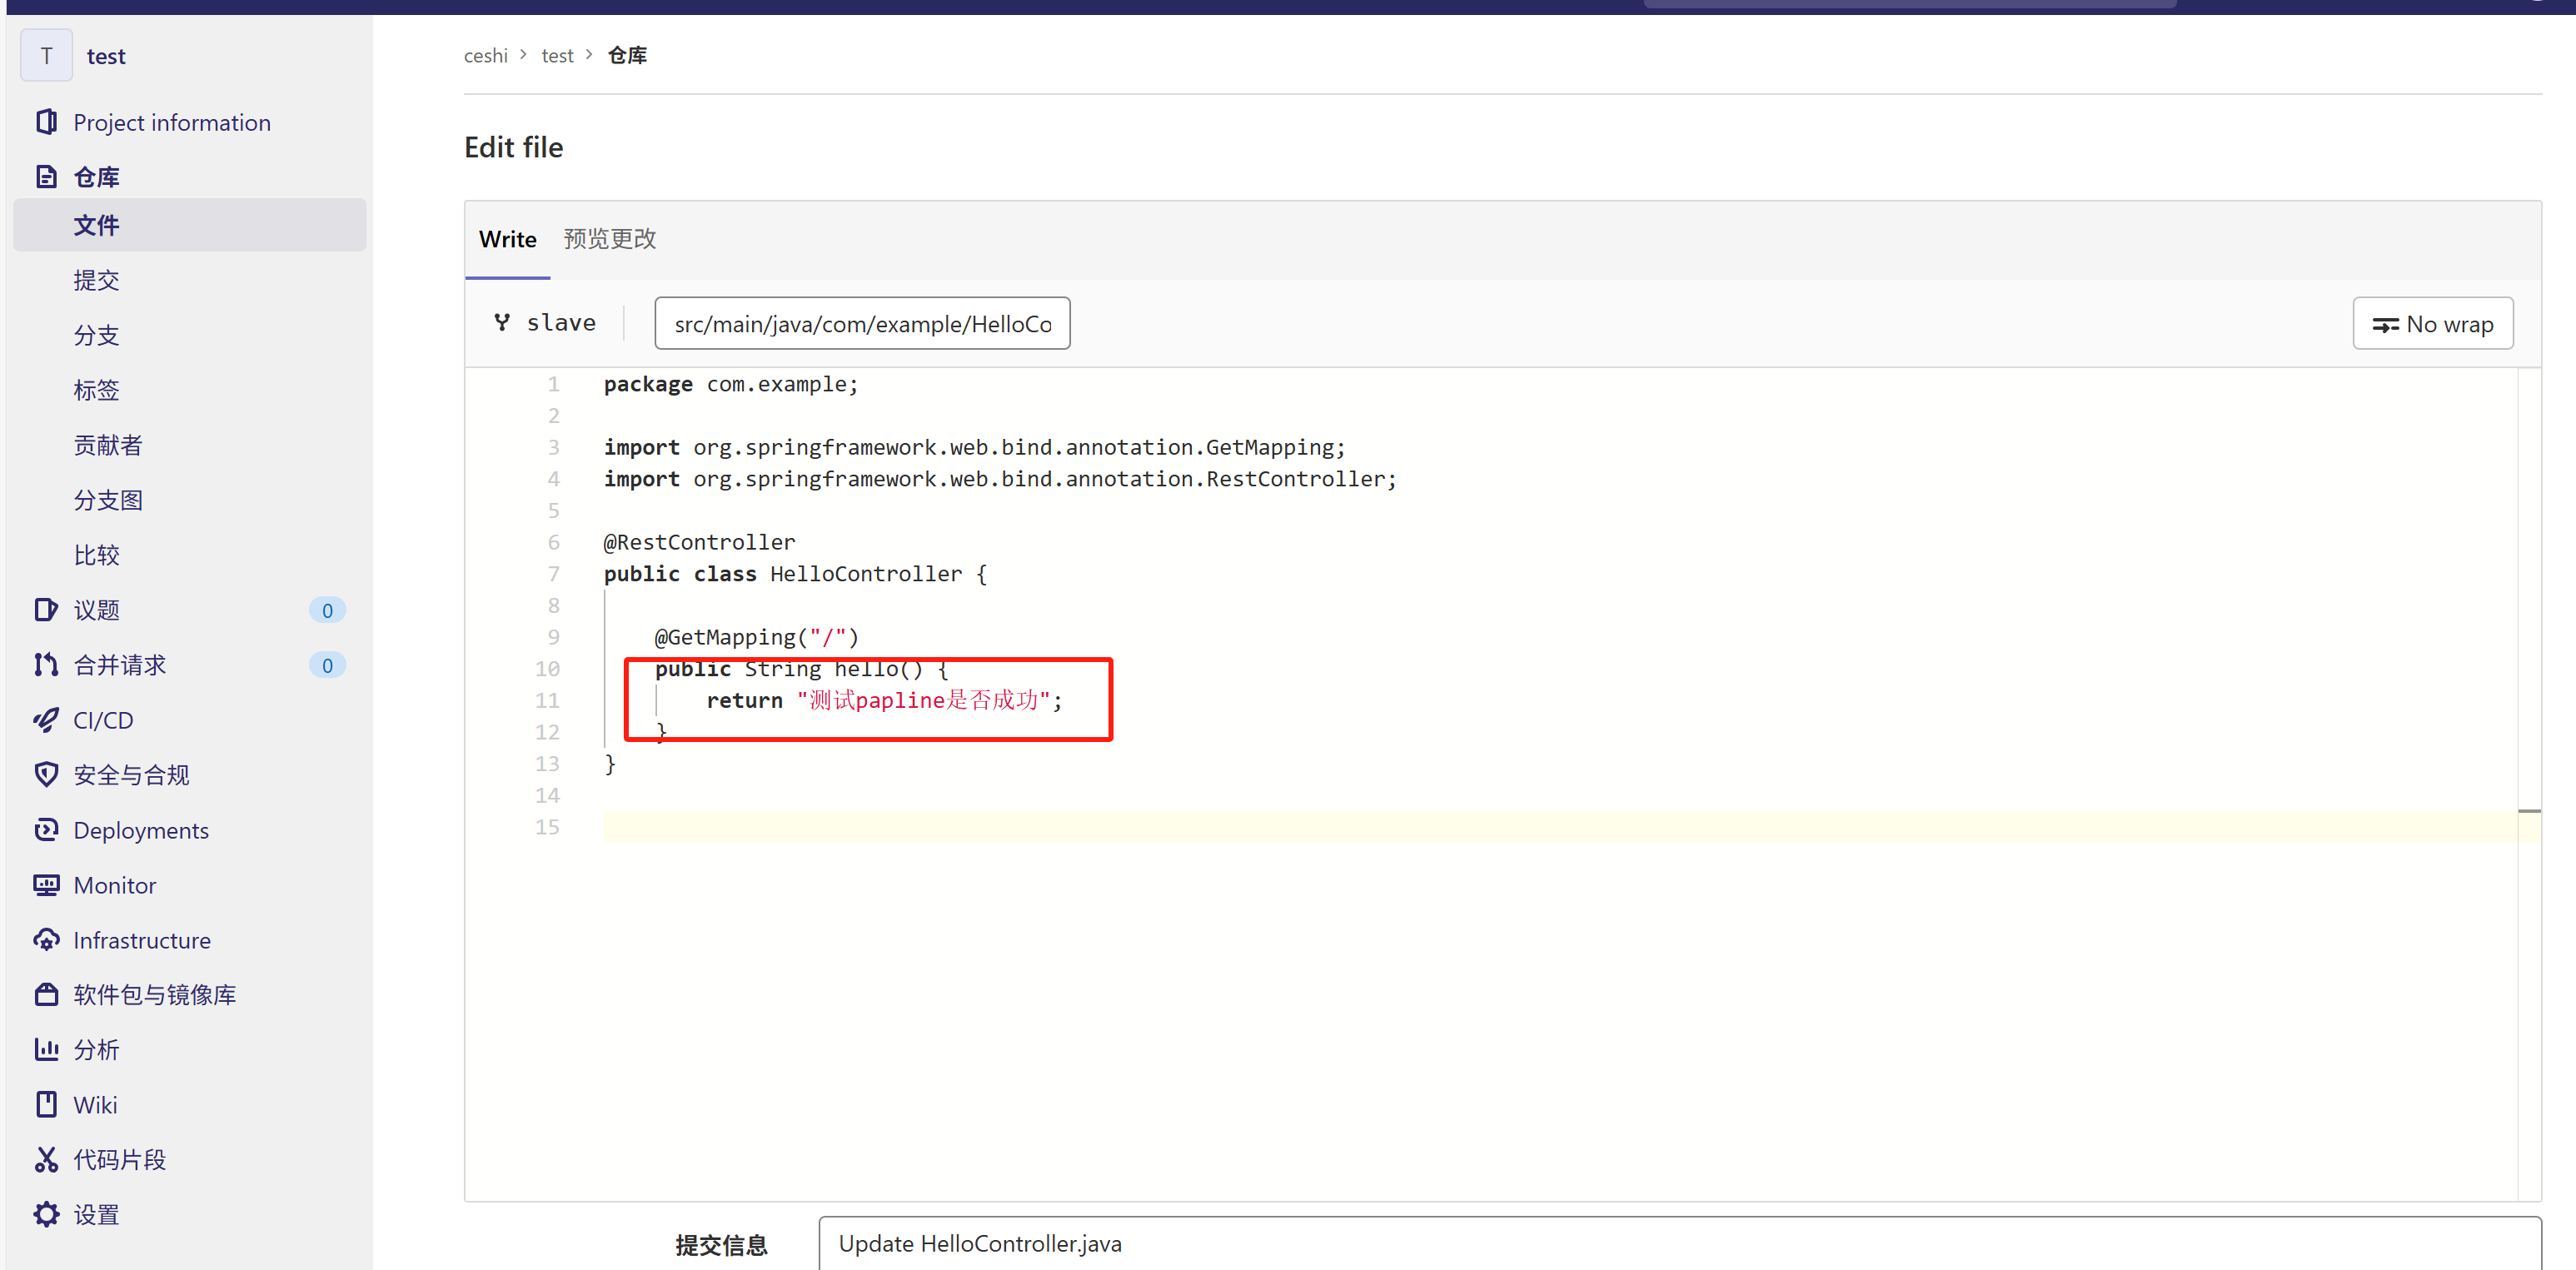 T test
Project information
仓库
文件
提交
分支
标签
贡献者
分支图
比较
议题 0
合并请求 0
CI/CD
安全与合规
Deployments
Monitor
Infrastructure
软件包与镜像库
分析
Wiki
代码片段
设置
ceshi > test > 仓库
Edit file
Write 预览更改
slave src/main/java/com/example/HelloCo No wrap
1 package com.example;
2
3 import org.springframework.web.bind.annotation.GetMapping;
4 import org.springframework.web.bind.annotation.RestController;
5
6 @RestController
7 public class HelloController {
8
9 @GetMapping("/")
10 public String hello() {
11 return "测试papline是否成功";
12 }
13 }
14
15
提交信息 Update HelloController.java